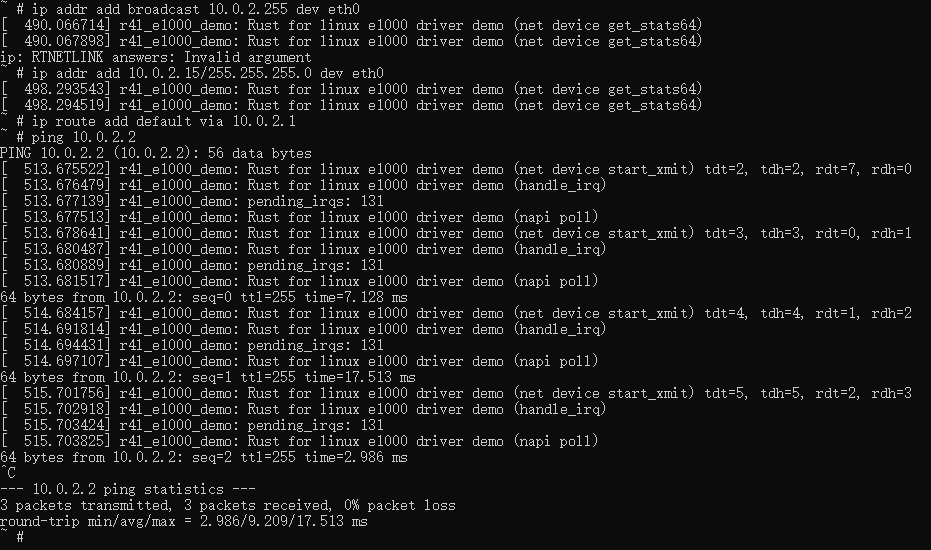 ~ # ip addr add broadcast 10.0.2.255 dev eth0
[  490.066714] r4l_e1000_demo: Rust for linux e1000 driver demo (net device get_stats64)
[  490.067898] r4l_e1000_demo: Rust for linux e1000 driver demo (net device get_stats64)
ip: RTNETLINK answers: Invalid argument
~ # ip addr add 10.0.2.15/255.255.255.0 dev eth0
[  498.293543] r4l_e1000_demo: Rust for linux e1000 driver demo (net device get_stats64)
[  498.294519] r4l_e1000_demo: Rust for linux e1000 driver demo (net device get_stats64)
~ # ip route add default via 10.0.2.1
~ # ping 10.0.2.2
PING 10.0.2.2 (10.0.2.2): 56 data bytes
[  513.675522] r4l_e1000_demo: Rust for linux e1000 driver demo (net device start_xmit) tdt=2, tdh=2, rdt=7, rdh=0
[  513.676479] r4l_e1000_demo: Rust for linux e1000 driver demo (handle_irq)
[  513.677139] r4l_e1000_demo: pending_irqs: 131
[  513.677513] r4l_e1000_demo: Rust for linux e1000 driver demo (napi poll)
[  513.678641] r4l_e1000_demo: Rust for linux e1000 driver demo (net device start_xmit) tdt=3, tdh=3, rdt=0, rdh=1
[  513.680487] r4l_e1000_demo: Rust for linux e1000 driver demo (handle_irq)
[  513.680889] r4l_e1000_demo: pending_irqs: 131
[  513.681517] r4l_e1000_demo: Rust for linux e1000 driver demo (napi poll)
64 bytes from 10.0.2.2: seq=0 ttl=255 time=7.128 ms
[  514.684157] r4l_e1000_demo: Rust for linux e1000 driver demo (net device start_xmit) tdt=4, tdh=4, rdt=1, rdh=2
[  514.691814] r4l_e1000_demo: Rust for linux e1000 driver demo (handle_irq)
[  514.694431] r4l_e1000_demo: pending_irqs: 131
[  514.697107] r4l_e1000_demo: Rust for linux e1000 driver demo (napi poll)
64 bytes from 10.0.2.2: seq=1 ttl=255 time=17.513 ms
[  515.701756] r4l_e1000_demo: Rust for linux e1000 driver demo (net device start_xmit) tdt=5, tdh=5, rdt=2, rdh=3
[  515.702913] r4l_e1000_demo: Rust for linux e1000 driver demo (handle_irq)
[  515.703424] r4l_e1000_demo: pending_irqs: 131
[  515.703825] r4l_e1000_demo: Rust for linux e1000 driver demo (napi poll)
64 bytes from 10.0.2.2: seq=2 ttl=255 time=2.986 ms
^C
--- 10.0.2.2 ping statistics ---
3 packets transmitted, 3 packets received, 0% packet loss
round-trip min/avg/max = 2.986/9.209/17.513 ms
~ #